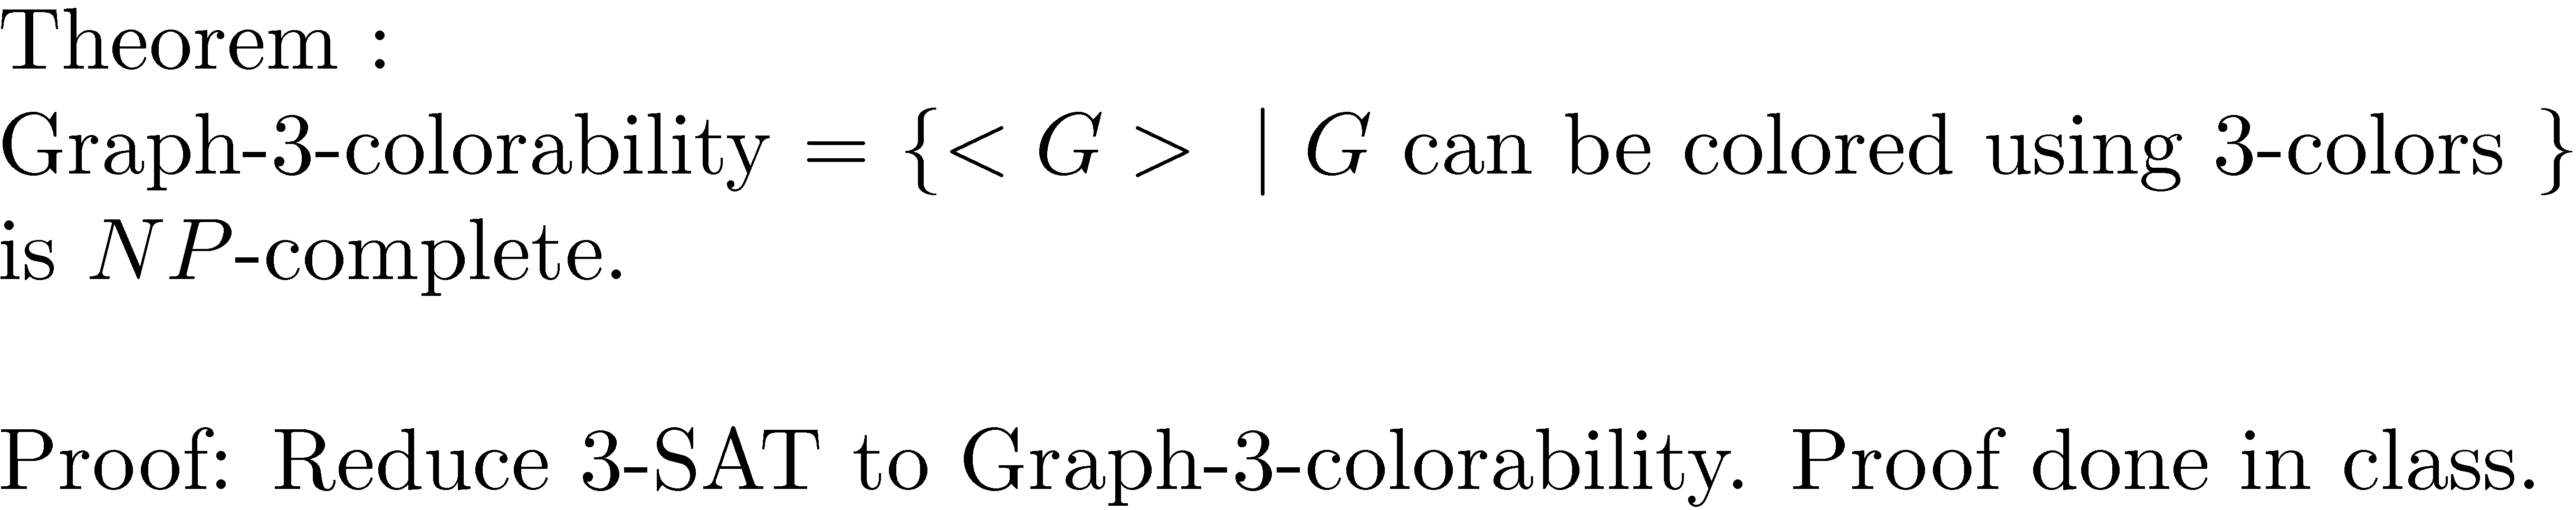 Theorem :
Graph-3-colorability = {< G > | G can be colored using 3-colors }
is NP-complete.
Proof: Reduce 3-SAT to Graph-3-colorability. Proof done in class.